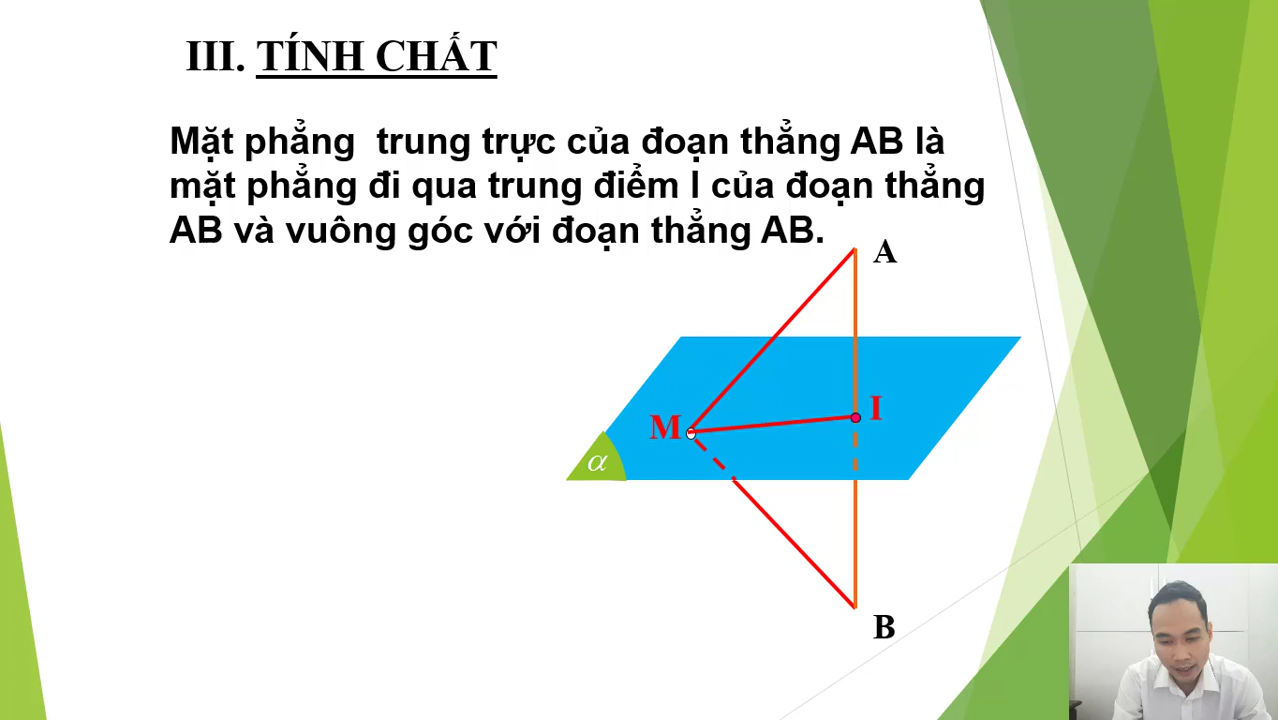 III. TÍNH CHẤT
Mặt phẳng trung trực của đoạn thẳng AB là
mặt phẳng đi qua trung điểm I của đoạn thẳng
AB và vuông góc với đoạn thẳng AB.
A
I
M
α
B